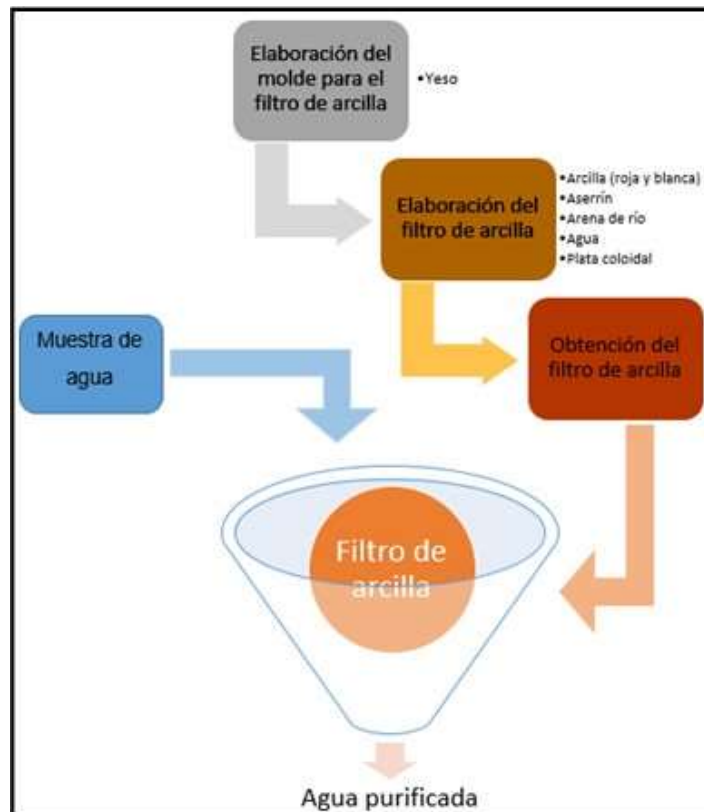 Elaboración del
molde para el
filtro de arcilla
•Yeso
Elaboración del
filtro de arcilla
•Arcilla (roja y blanca)
•Aserrín
•Arena de río
•Agua
•Plata coloidal
Muestra de
agua
Obtención del
filtro de arcilla
Filtro de
arcilla
Agua purificada